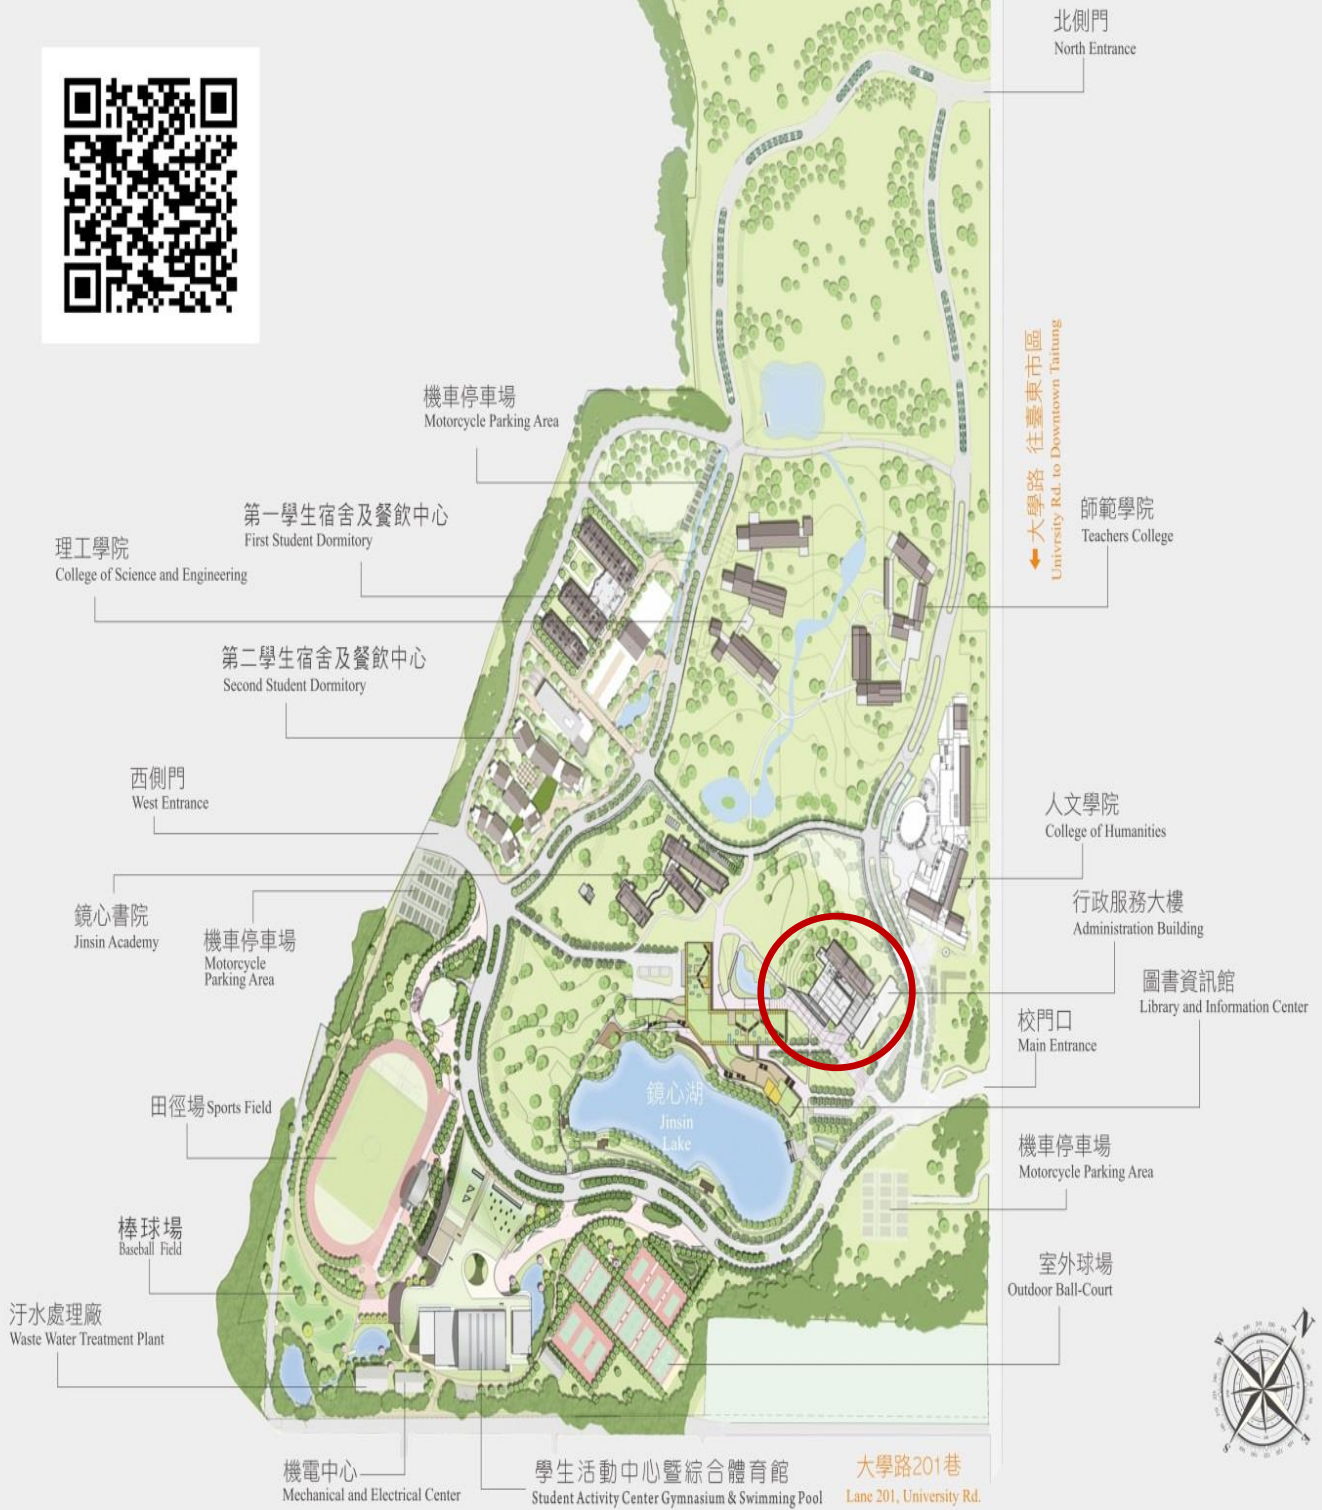 北側門
North Entrance
機車停車場
Motorcycle Parking Area
大學路 往臺東市區
Univrsity Rd. to Downtown Taitung
第一學生宿舍及餐飲中心
First Student Dormitory
師範學院
Teachers College
理工學院
College of Science and Engineering
第二學生宿舍及餐飲中心
Second Student Dormitory
西側門
West Entrance
人文學院
College of Humanities
鏡心書院
Jinsin Academy
機車停車場
Motorcycle
Parking Area
行政服務大樓
Administration Building
圖書資訊館
Library and Information Center
校門口
Main Entrance
鏡心湖
Jinsin
Lake
田徑場 Sports Field
機車停車場
Motorcycle Parking Area
棒球場
Baseball Field
室外球場
Outdoor Ball-Court
汙水處理廠
Waste Water Treatment Plant
N
W
E
S
機電中心
Mechanical and Electrical Center
學生活動中心暨綜合體育館
Student Activity Center Gymnasium & Swimming Pool
大學路201巷
Lane 201, University Rd.